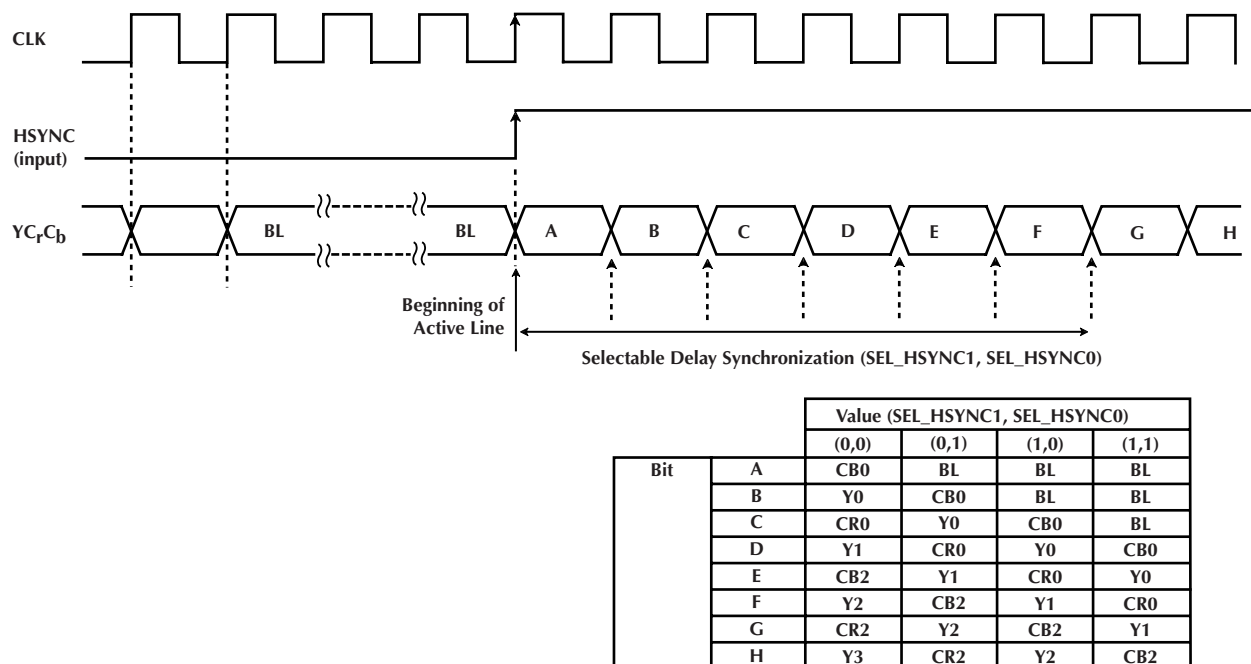 CLK
HSYNC
(input)
YCrCb
BL
BL
A
B
C
D
E
F
G
H
Beginning of
Active Line
Selectable Delay Synchronization (SEL_HSYNC1, SEL_HSYNC0)
Value (SEL_HSYNC1, SEL_HSYNC0)
(0,0) (0,1) (1,0) (1,1)
Bit A CB0 BL BL BL
B Y0 CB0 BL BL
C CR0 Y0 CB0 BL
D Y1 CR0 Y0 CB0
E CB2 Y1 CR0 Y0
F Y2 CB2 Y1 CR0
G CR2 Y2 CB2 Y1
H Y3 CR2 Y2 CB2